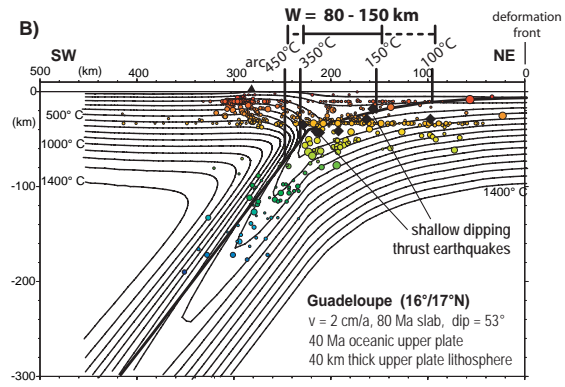 B)
W = 80 - 150 km
deformation
front
SW
arc
450°C
350°C
150°C
100°C
NE
500 (km) 400 300 200 100 0
0
(km)
-100
-200
-300
500° C
1000° C
1400° C
1400° C
shallow dipping
thrust earthquakes
Guadeloupe (16°/17°N)
v = 2 cm/a, 80 Ma slab, dip = 53°
40 Ma oceanic upper plate
40 km thick upper plate lithosphere